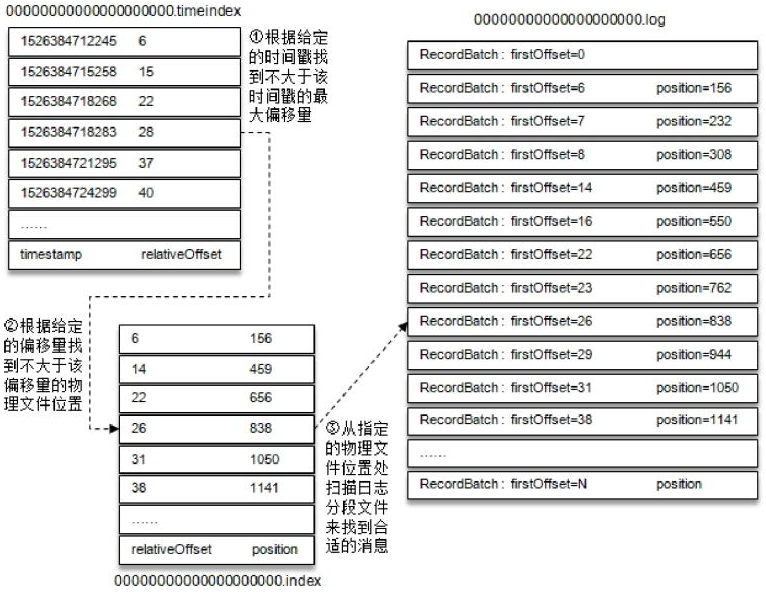 00000000000000000000.timeindex
1526384712245 6
1526384715258 15
1526384718268 22
1526384718283 28
1526384721295 37
1526384724299 40
……
timestamp relativeOffset
①根据给定
的时间戳找
到不大于该
时间戳的最
大偏移量
②根据给定
的偏移量找
到不大于该
偏移量的物
理文件位置
6 156
14 459
22 656
26 838
31 1050
38 1141
……
relativeOffset position
00000000000000000000.index
③从指定
的物理文
件位置处
扫描日志
分段文件
来找到合
适的消息
00000000000000000000.log
RecordBatch: firstOffset=0
RecordBatch: firstOffset=6 position=156
RecordBatch: firstOffset=7 position=232
RecordBatch: firstOffset=8 position=308
RecordBatch: firstOffset=14 position=459
RecordBatch: firstOffset=16 position=550
RecordBatch: firstOffset=22 position=656
RecordBatch: firstOffset=23 position=762
RecordBatch: firstOffset=26 position=838
RecordBatch: firstOffset=29 position=944
RecordBatch: firstOffset=31 position=1050
RecordBatch: firstOffset=38 position=1141
……
RecordBatch: firstOffset=N position